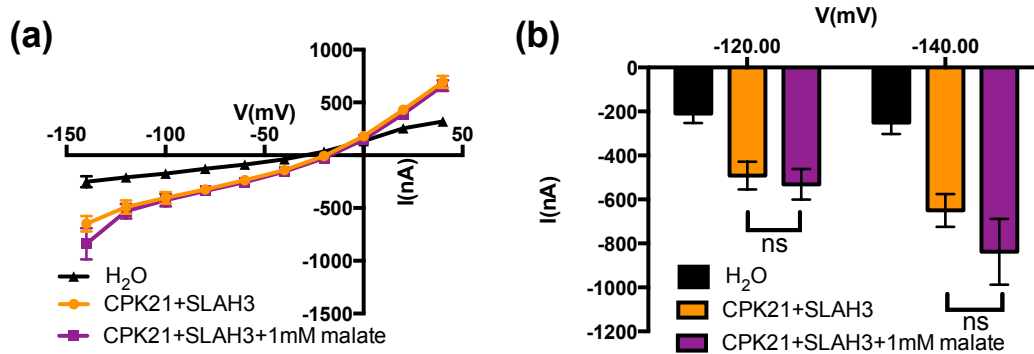 (a)
1000
500
V(mV)
-150
-100
-50
50
I(nA)
-500
-1000
-1500
H₂O
CPK21+SLAH3
CPK21+SLAH3+1mM malate
(b)
V(mV)
-120.00
-140.00
0
-200
-400
-600
-800
-1000
-1200
I(nA)
ns
ns
H₂O
CPK21+SLAH3
CPK21+SLAH3+1mM malate